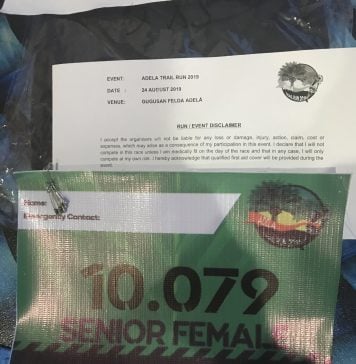 EVENT: ADELA TRAIL RUN 2019
DATE : 24 AUGUST 2019
VENUE: GUGUSAN FELDA ADELA
RUN / EVENT DISCLAIMER
I accept the organisers will not be liable for any loss or damage, injury, action, claim, cost or
expenses, which may arise as a consequence of my participation in this event. I declare that I will not
compete in this race unless I am medically fit on the day of the race and that in any case, I will only
compete at my own risk. I hereby acknowledge that qualified first aid cover will be provided during the
event.
Name:
Emergency Contact:
10.079
SENIOR FEMALE